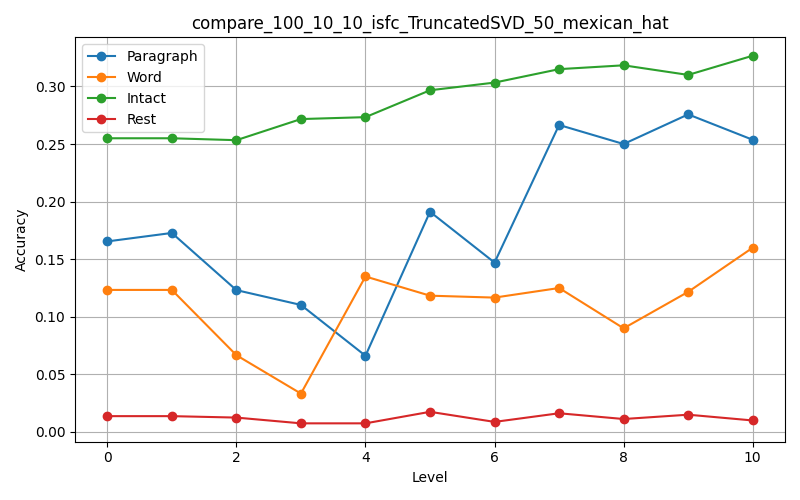 compare_100_10_10_isfc_TruncatedSVD_50_mexican_hat
Paragraph
Word
Intact
Rest
Accuracy
0.30
0.25
0.20
0.15
0.10
0.05
0.00
0 2 4 6 8 10
Level